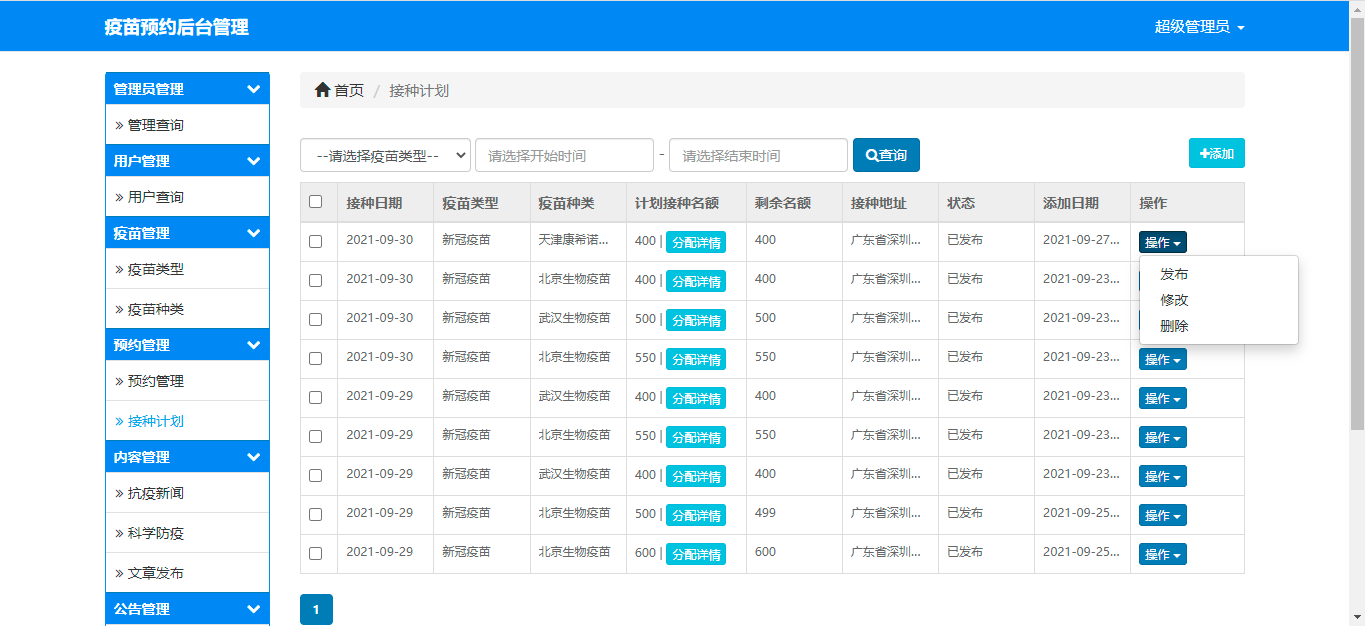 疫苗预约后台管理
超级管理员
管理员管理
» 管理查询
用户管理
» 用户查询
疫苗管理
» 疫苗类型
» 疫苗种类
预约管理
» 预约管理
» 接种计划
内容管理
» 抗疫新闻
» 科学防疫
» 文章发布
公告管理
首页 / 接种计划
--请选择疫苗类型-- 请选择开始时间 - 请选择结束时间 查询 添加
接种日期 疫苗类型 疫苗种类 计划接种名额 剩余名额 接种地址 状态 添加日期 操作
2021-09-30 新冠疫苗 天津康希诺... 400 | 分配详情 400 广东省深圳... 已发布 2021-09-27... 操作
2021-09-30 新冠疫苗 北京生物疫苗 400 | 分配详情 400 广东省深圳... 已发布 2021-09-23...
2021-09-30 新冠疫苗 武汉生物疫苗 500 | 分配详情 500 广东省深圳... 已发布 2021-09-23...
2021-09-30 新冠疫苗 北京生物疫苗 550 | 分配详情 550 广东省深圳... 已发布 2021-09-23... 操作
2021-09-29 新冠疫苗 武汉生物疫苗 400 | 分配详情 400 广东省深圳... 已发布 2021-09-23... 操作
2021-09-29 新冠疫苗 北京生物疫苗 550 | 分配详情 550 广东省深圳... 已发布 2021-09-23... 操作
2021-09-29 新冠疫苗 武汉生物疫苗 400 | 分配详情 400 广东省深圳... 已发布 2021-09-23... 操作
2021-09-29 新冠疫苗 北京生物疫苗 500 | 分配详情 499 广东省深圳... 已发布 2021-09-25... 操作
2021-09-29 新冠疫苗 北京生物疫苗 600 | 分配详情 600 广东省深圳... 已发布 2021-09-25... 操作
发布
修改
删除
1